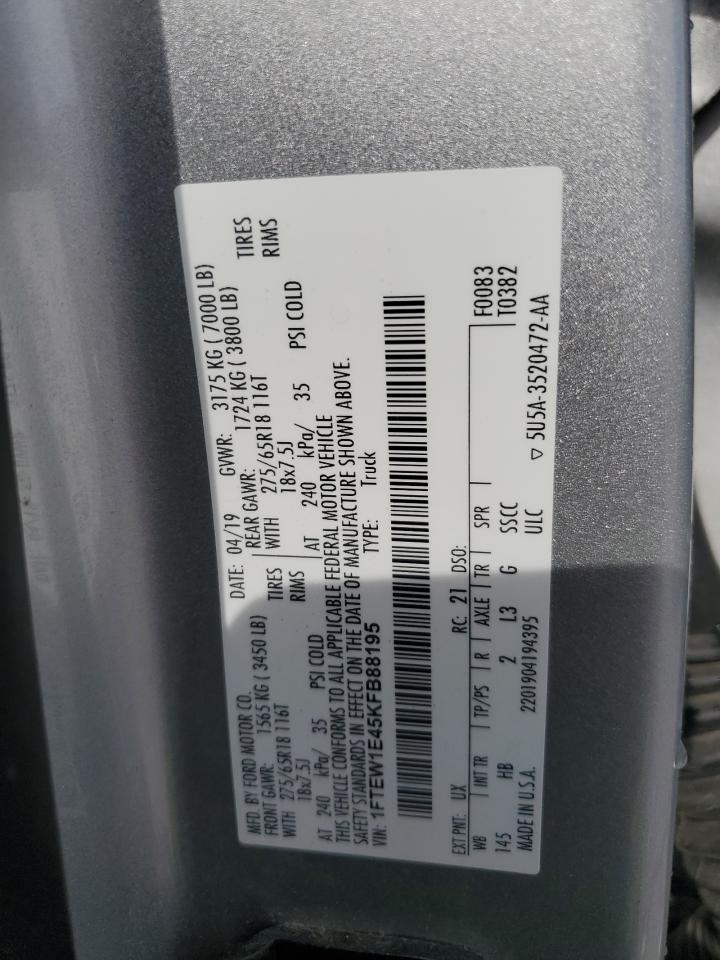 MFD. BY FORD MOTOR CO.
DATE: 04/19 GVWR: 3175 KG ( 7000 LB)
FRONT GAWR: 1565 KG ( 3450 LB)
REAR GAWR: 1724 KG ( 3800 LB)
WITH 275/65R18 116T TIRES
WITH 275/65R18 116T TIRES
18x7.5J RIMS
18x7.5J RIMS
AT 240 kPa/ 35 PSI COLD
AT 240 kPa/ 35 PSI COLD
THIS VEHICLE CONFORMS TO ALL APPLICABLE FEDERAL MOTOR VEHICLE
SAFETY STANDARDS IN EFFECT ON THE DATE OF MANUFACTURE SHOWN ABOVE.
VIN: 1FTEW1E45KFB88195
TYPE: Truck
EXT PNT: UX RC: 21 DSO:
WB INT TR TP/PS R AXLE TR SPR F0083
145 HB 2 L3 G SSCC T0382
MADE IN U.S.A. 2201904194395 ULC
▽ 5U5A-3520472-AA